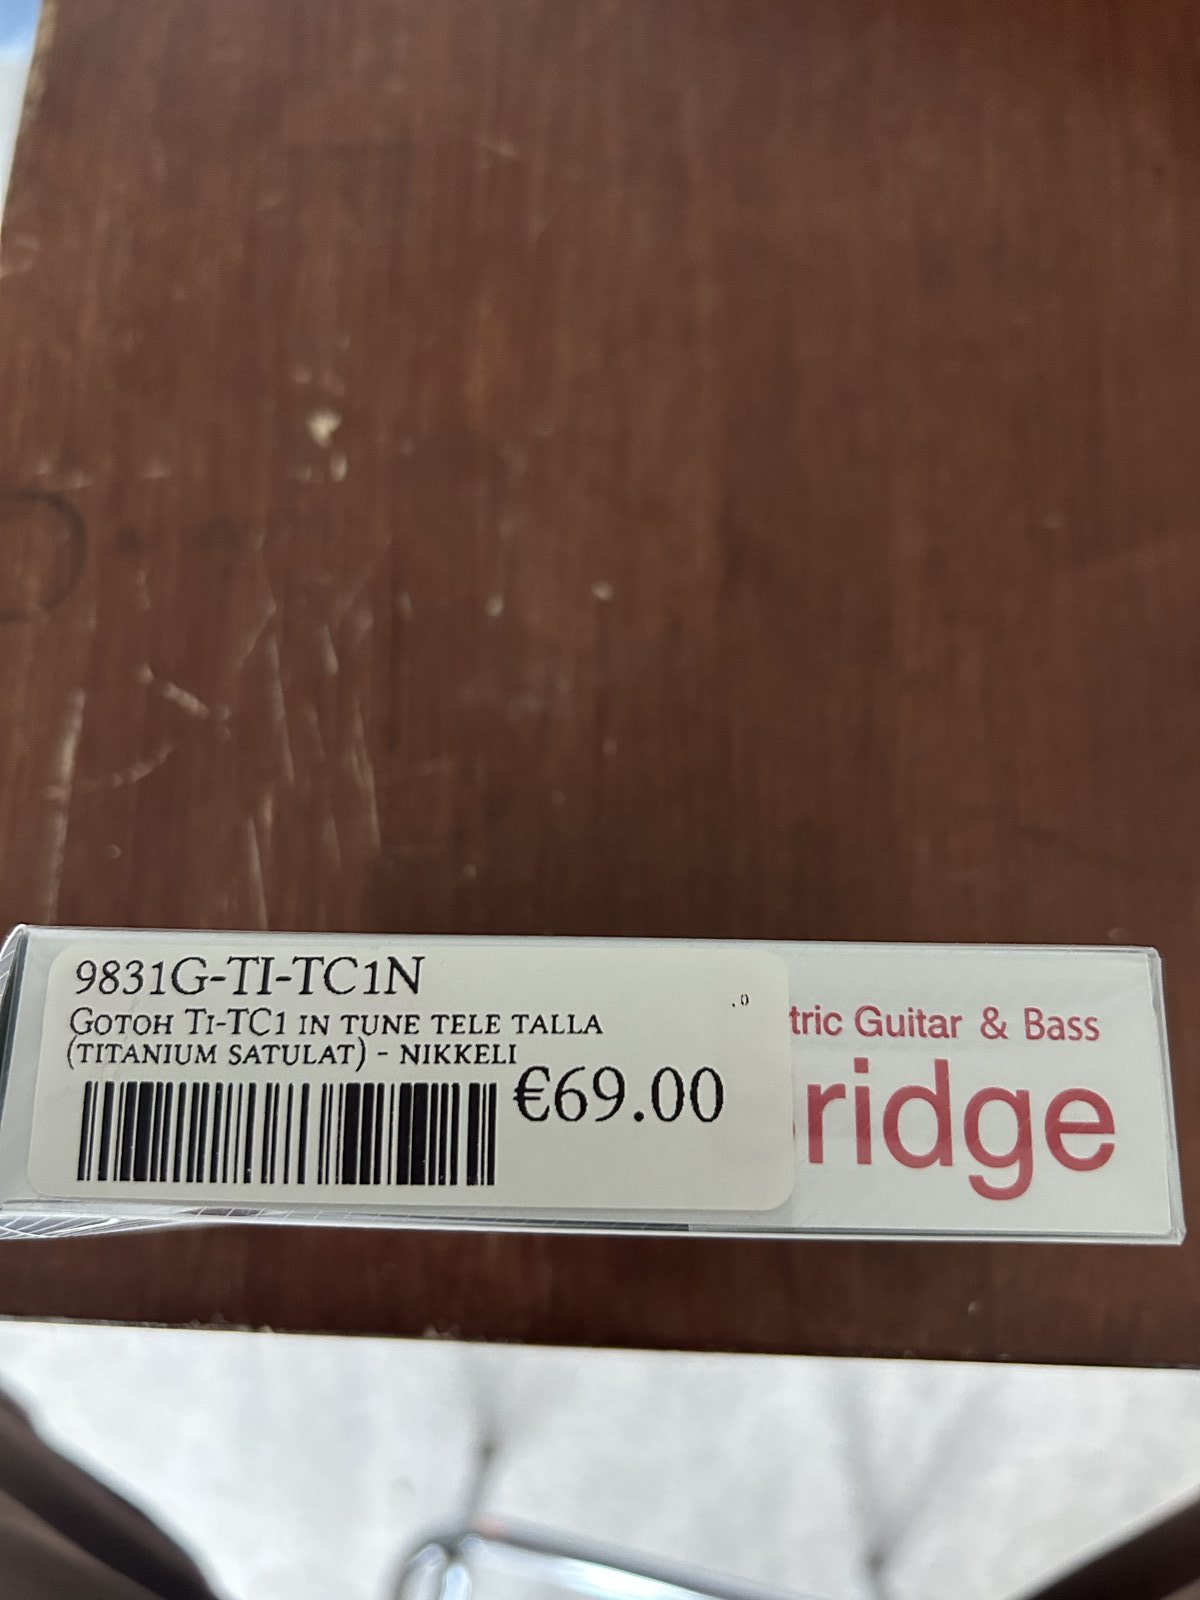 9831G-TI-TC1N
GOTOH TI-TC1 IN TUNE TELE TALLA
(TITANIUM SATULAT) - NIKKELI
€69.00
.0
tric Guitar & Bass
ridge